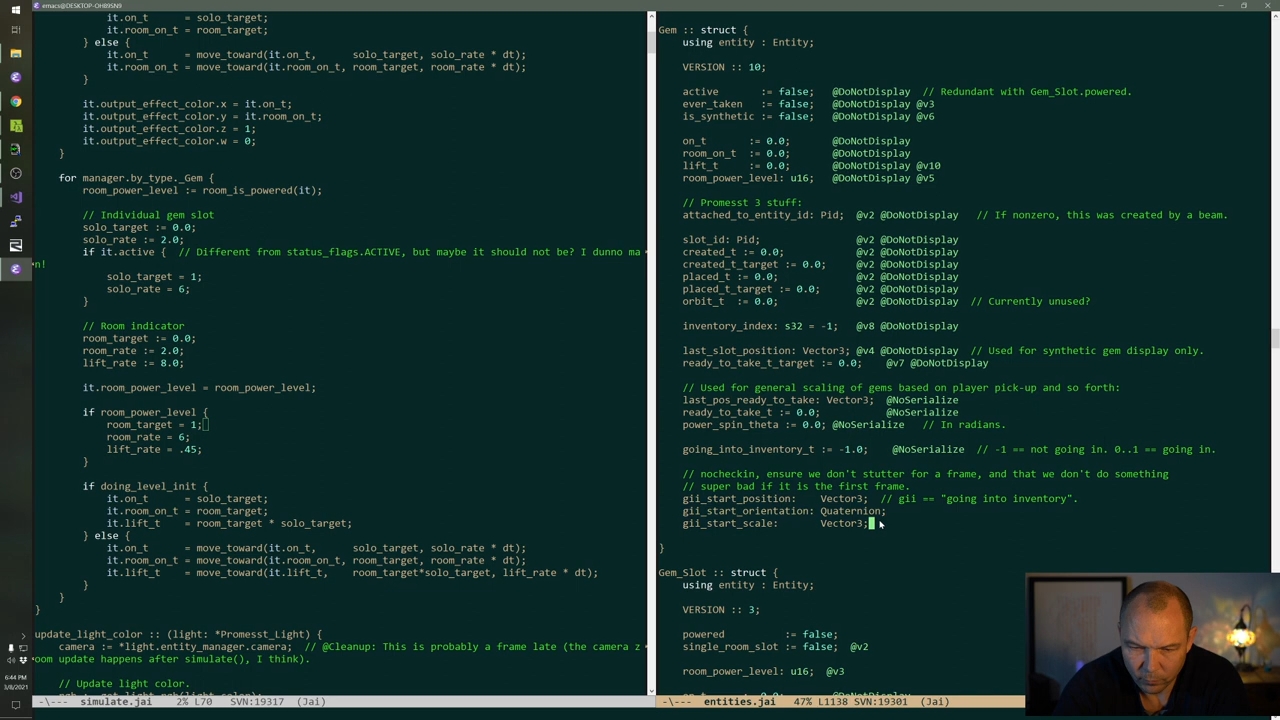 emacs@DESKTOP-OH89SN9
it.on_t      = solo_target;
it.room_on_t = room_target;
} else {
it.on_t      = move_toward(it.on_t,      solo_target, solo_rate * dt);
it.room_on_t = move_toward(it.room_on_t, room_target, room_rate * dt);
}
it.output_effect_color.x = it.on_t;
it.output_effect_color.y = it.room_on_t;
it.output_effect_color.z = 1;
it.output_effect_color.w = 0;
}
for manager.by_type._Gem {
room_power_level := room_is_powered(it);
// Individual gem slot
solo_target := 0.0;
solo_rate := 2.0;
if it.active {  // Different from status_flags.ACTIVE, but maybe it should not be? I dunno ma
n!
solo_target = 1;
solo_rate = 6;
}
// Room indicator
room_target := 0.0;
room_rate := 2.0;
lift_rate := 8.0;
it.room_power_level = room_power_level;
if room_power_level {
room_target = 1;
room_rate = 6;
lift_rate = .45;
}
if doing_level_init {
it.on_t      = solo_target;
it.room_on_t = room_target;
it.lift_t    = room_target * solo_target;
} else {
it.on_t      = move_toward(it.on_t,      solo_target, solo_rate * dt);
it.room_on_t = move_toward(it.room_on_t, room_target, room_rate * dt);
it.lift_t    = move_toward(it.lift_t,    room_target*solo_target, lift_rate * dt);
}
}
}
update_light_color :: (light: *Promesst_Light) {
camera := *light.entity_manager.camera;  // @Cleanup: This is probably a frame late (the camera z
oom update happens after simulate(), I think).
// Update light color.
-\---  simulate.jai    2% L70    SVN:19317  (Jai)
Gem :: struct {
using entity : Entity;
VERSION :: 10;
active       := false;   @DoNotDisplay  // Redundant with Gem_Slot.powered.
ever_taken   := false;   @DoNotDisplay @v3
is_synthetic := false;   @DoNotDisplay @v6
on_t       := 0.0;       @DoNotDisplay
room_on_t  := 0.0;       @DoNotDisplay
lift_t     := 0.0;       @DoNotDisplay @v10
room_power_level: u16;   @DoNotDisplay @v5
// Promesst 3 stuff:
attached_to_entity_id: Pid;  @v2 @DoNotDisplay   // If nonzero, this was created by a beam.
slot_id: Pid;                @v2 @DoNotDisplay
created_t := 0.0;            @v2 @DoNotDisplay
created_t_target := 0.0;     @v2 @DoNotDisplay
placed_t := 0.0;             @v2 @DoNotDisplay
placed_t_target := 0.0;      @v2 @DoNotDisplay
orbit_t  := 0.0;             @v2 @DoNotDisplay  // Currently unused?
inventory_index: s32 = -1;   @v8 @DoNotDisplay
last_slot_position: Vector3; @v4 @DoNotDisplay  // Used for synthetic gem display only.
ready_to_take_t_target := 0.0;    @v7 @DoNotDisplay
// Used for general scaling of gems based on player pick-up and so forth:
last_pos_ready_to_take: Vector3;  @NoSerialize
ready_to_take_t := 0.0;           @NoSerialize
power_spin_theta := 0.0; @NoSerialize   // In radians.
going_into_inventory_t := -1.0;    @NoSerialize  // -1 == not going in. 0..1 == going in.
// nocheckin, ensure we don't stutter for a frame, and that we don't do something
// super bad if it is the first frame.
gii_start_position:    Vector3;  // gii == "going into inventory".
gii_start_orientation: Quaternion;
gii_start_scale:       Vector3;
}
Gem_Slot :: struct {
using entity : Entity;
VERSION :: 3;
powered          := false;
single_room_slot := false;  @v2
room_power_level: u16;  @v3
-\---  entities.jai   47% L1138 SVN:19301  (Jai)
6:44 PM
Monday
3/8/2021